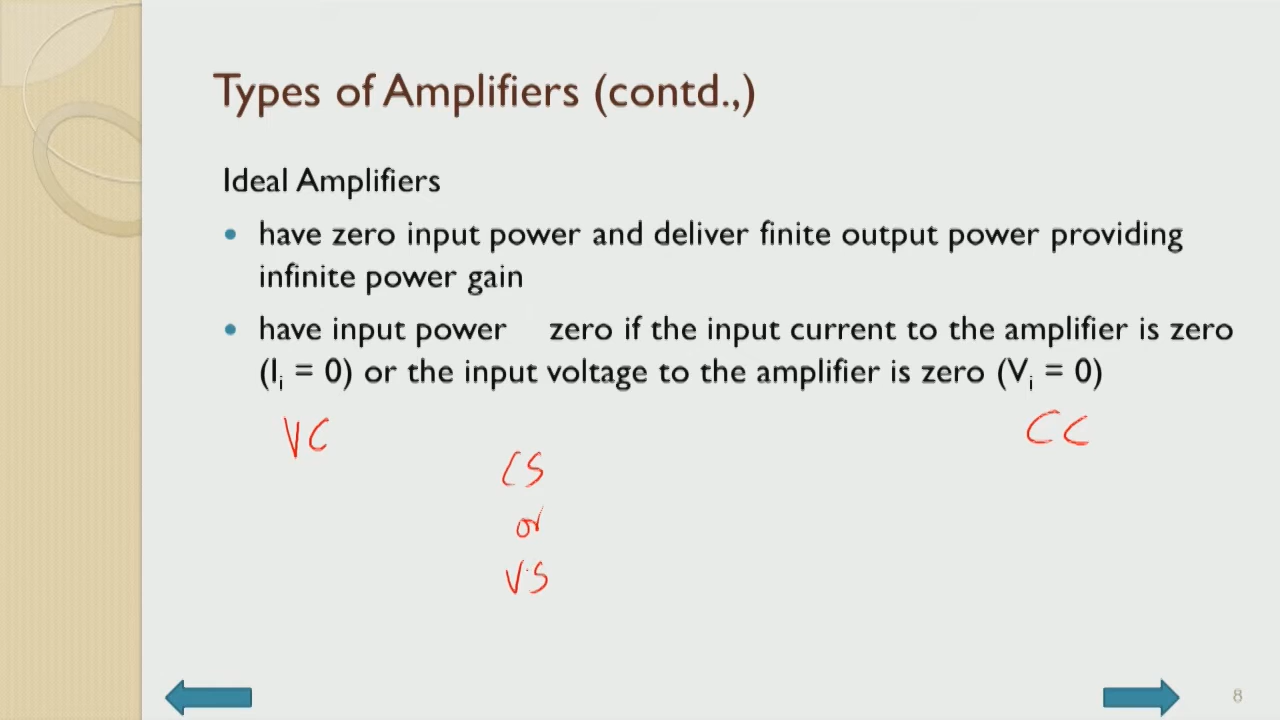 Types of Amplifiers (contd.,)
Ideal Amplifiers
• have zero input power and deliver finite output power providing
infinite power gain
• have input power zero if the input current to the amplifier is zero
(Ii = 0) or the input voltage to the amplifier is zero (Vi = 0)
VC
CC
CS
or
VS
8